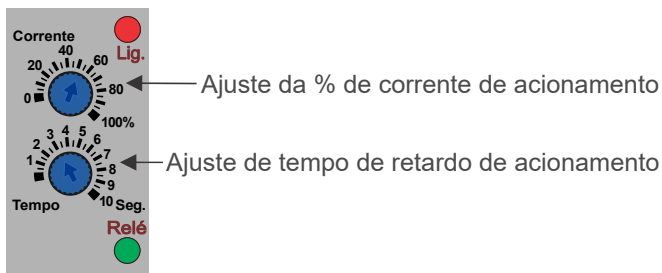 Corrente
Lig.
0 20 40 60 80 100%
Ajuste da % de corrente de acionamento
1 2 3 4 5 6 7 8 9 10 Seg.
Ajuste de tempo de retardo de acionamento
Tempo
Relé